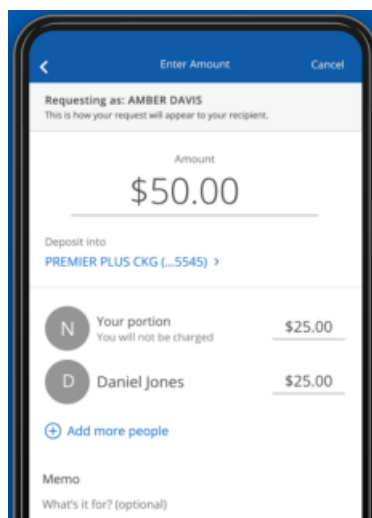 Enter Amount Cancel
Requesting as: AMBER DAVIS
This is how your request will appear to your recipient.
Amount
$50.00
Deposit into
PREMIER PLUS CKG (...5545) >
N Your portion $25.00
You will not be charged
D Daniel Jones $25.00
Add more people
Memo
What's it for? (optional)